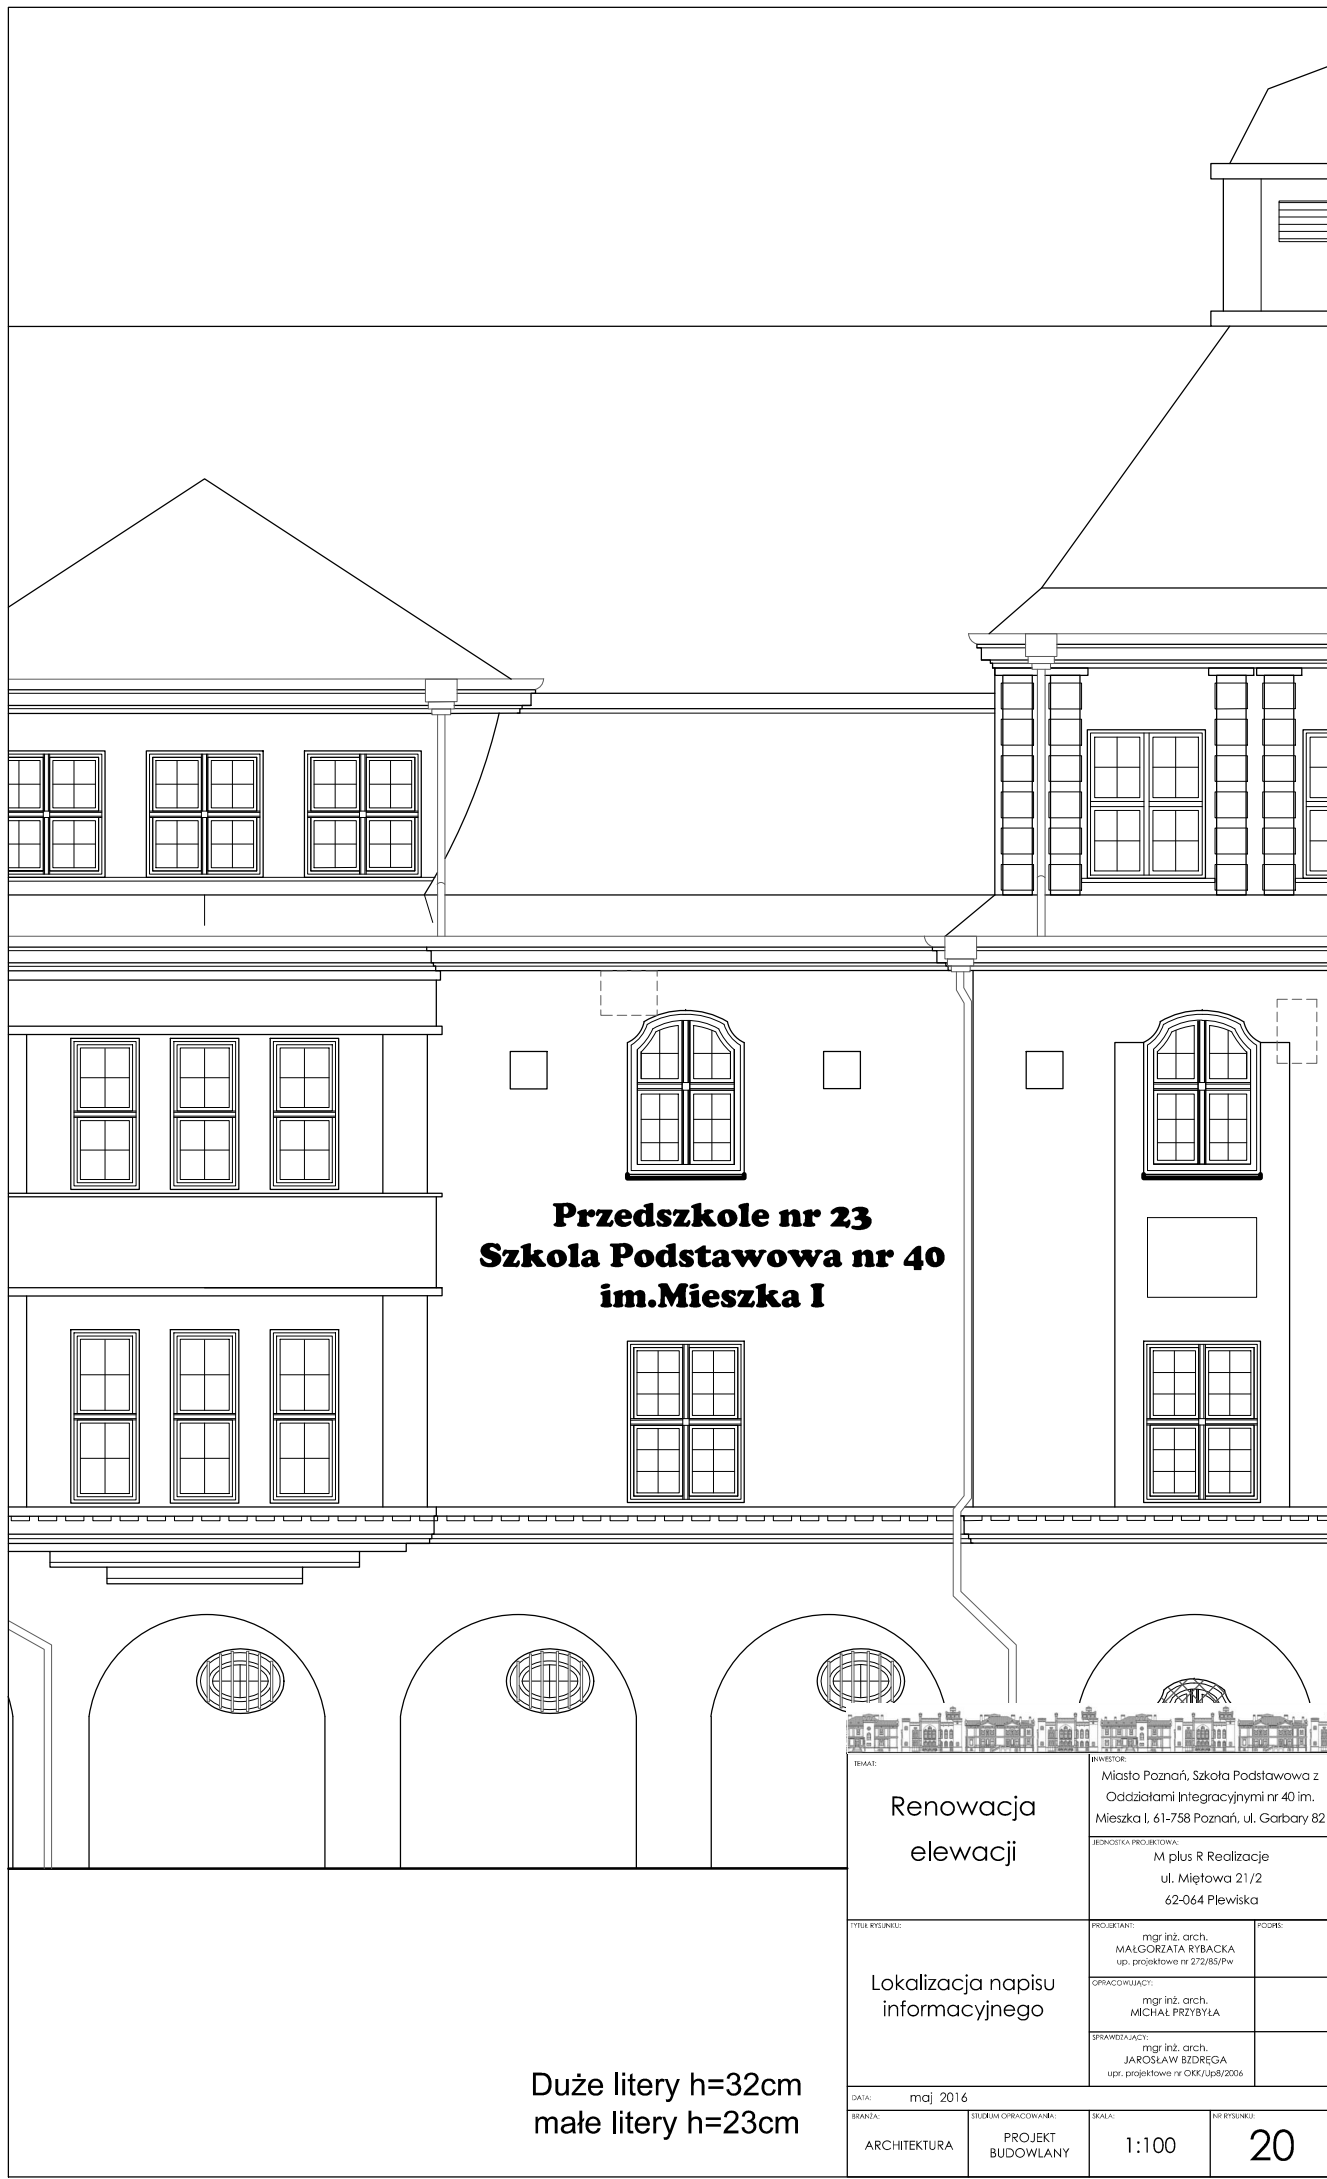 Przedszkole nr 23
Szkola Podstawowa nr 40
im.Mieszka I
TEMAT:
Renowacja
elewacji
INWESTOR:
Miasto Poznań, Szkoła Podstawowa z
Oddziałami Integracyjnymi nr 40 im.
Mieszka I, 61-758 Poznań, ul. Garbary 82
JEDNOSTKA PROJEKTOWA:
M plus R Realizacje
ul. Miętowa 21/2
62-064 Plewiska
TYTUŁ RYSUNKU:
Lokalizacja napisu
informacyjnego
PROJEKTANT:
mgr inż. arch.
MAŁGORZATA RYBACKA
up. projektowe nr 272/85/Pw
PODPIS:
OPRACOWUJĄCY:
mgr inż. arch.
MICHAŁ PRZYBYŁA
SPRAWDZAJĄCY:
mgr inż. arch.
JAROSŁAW BZDRĘGA
upr. projektowe nr OKK/Up8/2006
Duże litery h=32cm
małe litery h=23cm
DATA: maj 2016
BRANŻA:
ARCHITEKTURA
STUDIUM OPRACOWANIA:
PROJEKT
BUDOWLANY
SKALA:
1:100
NR RYSUNKU:
20